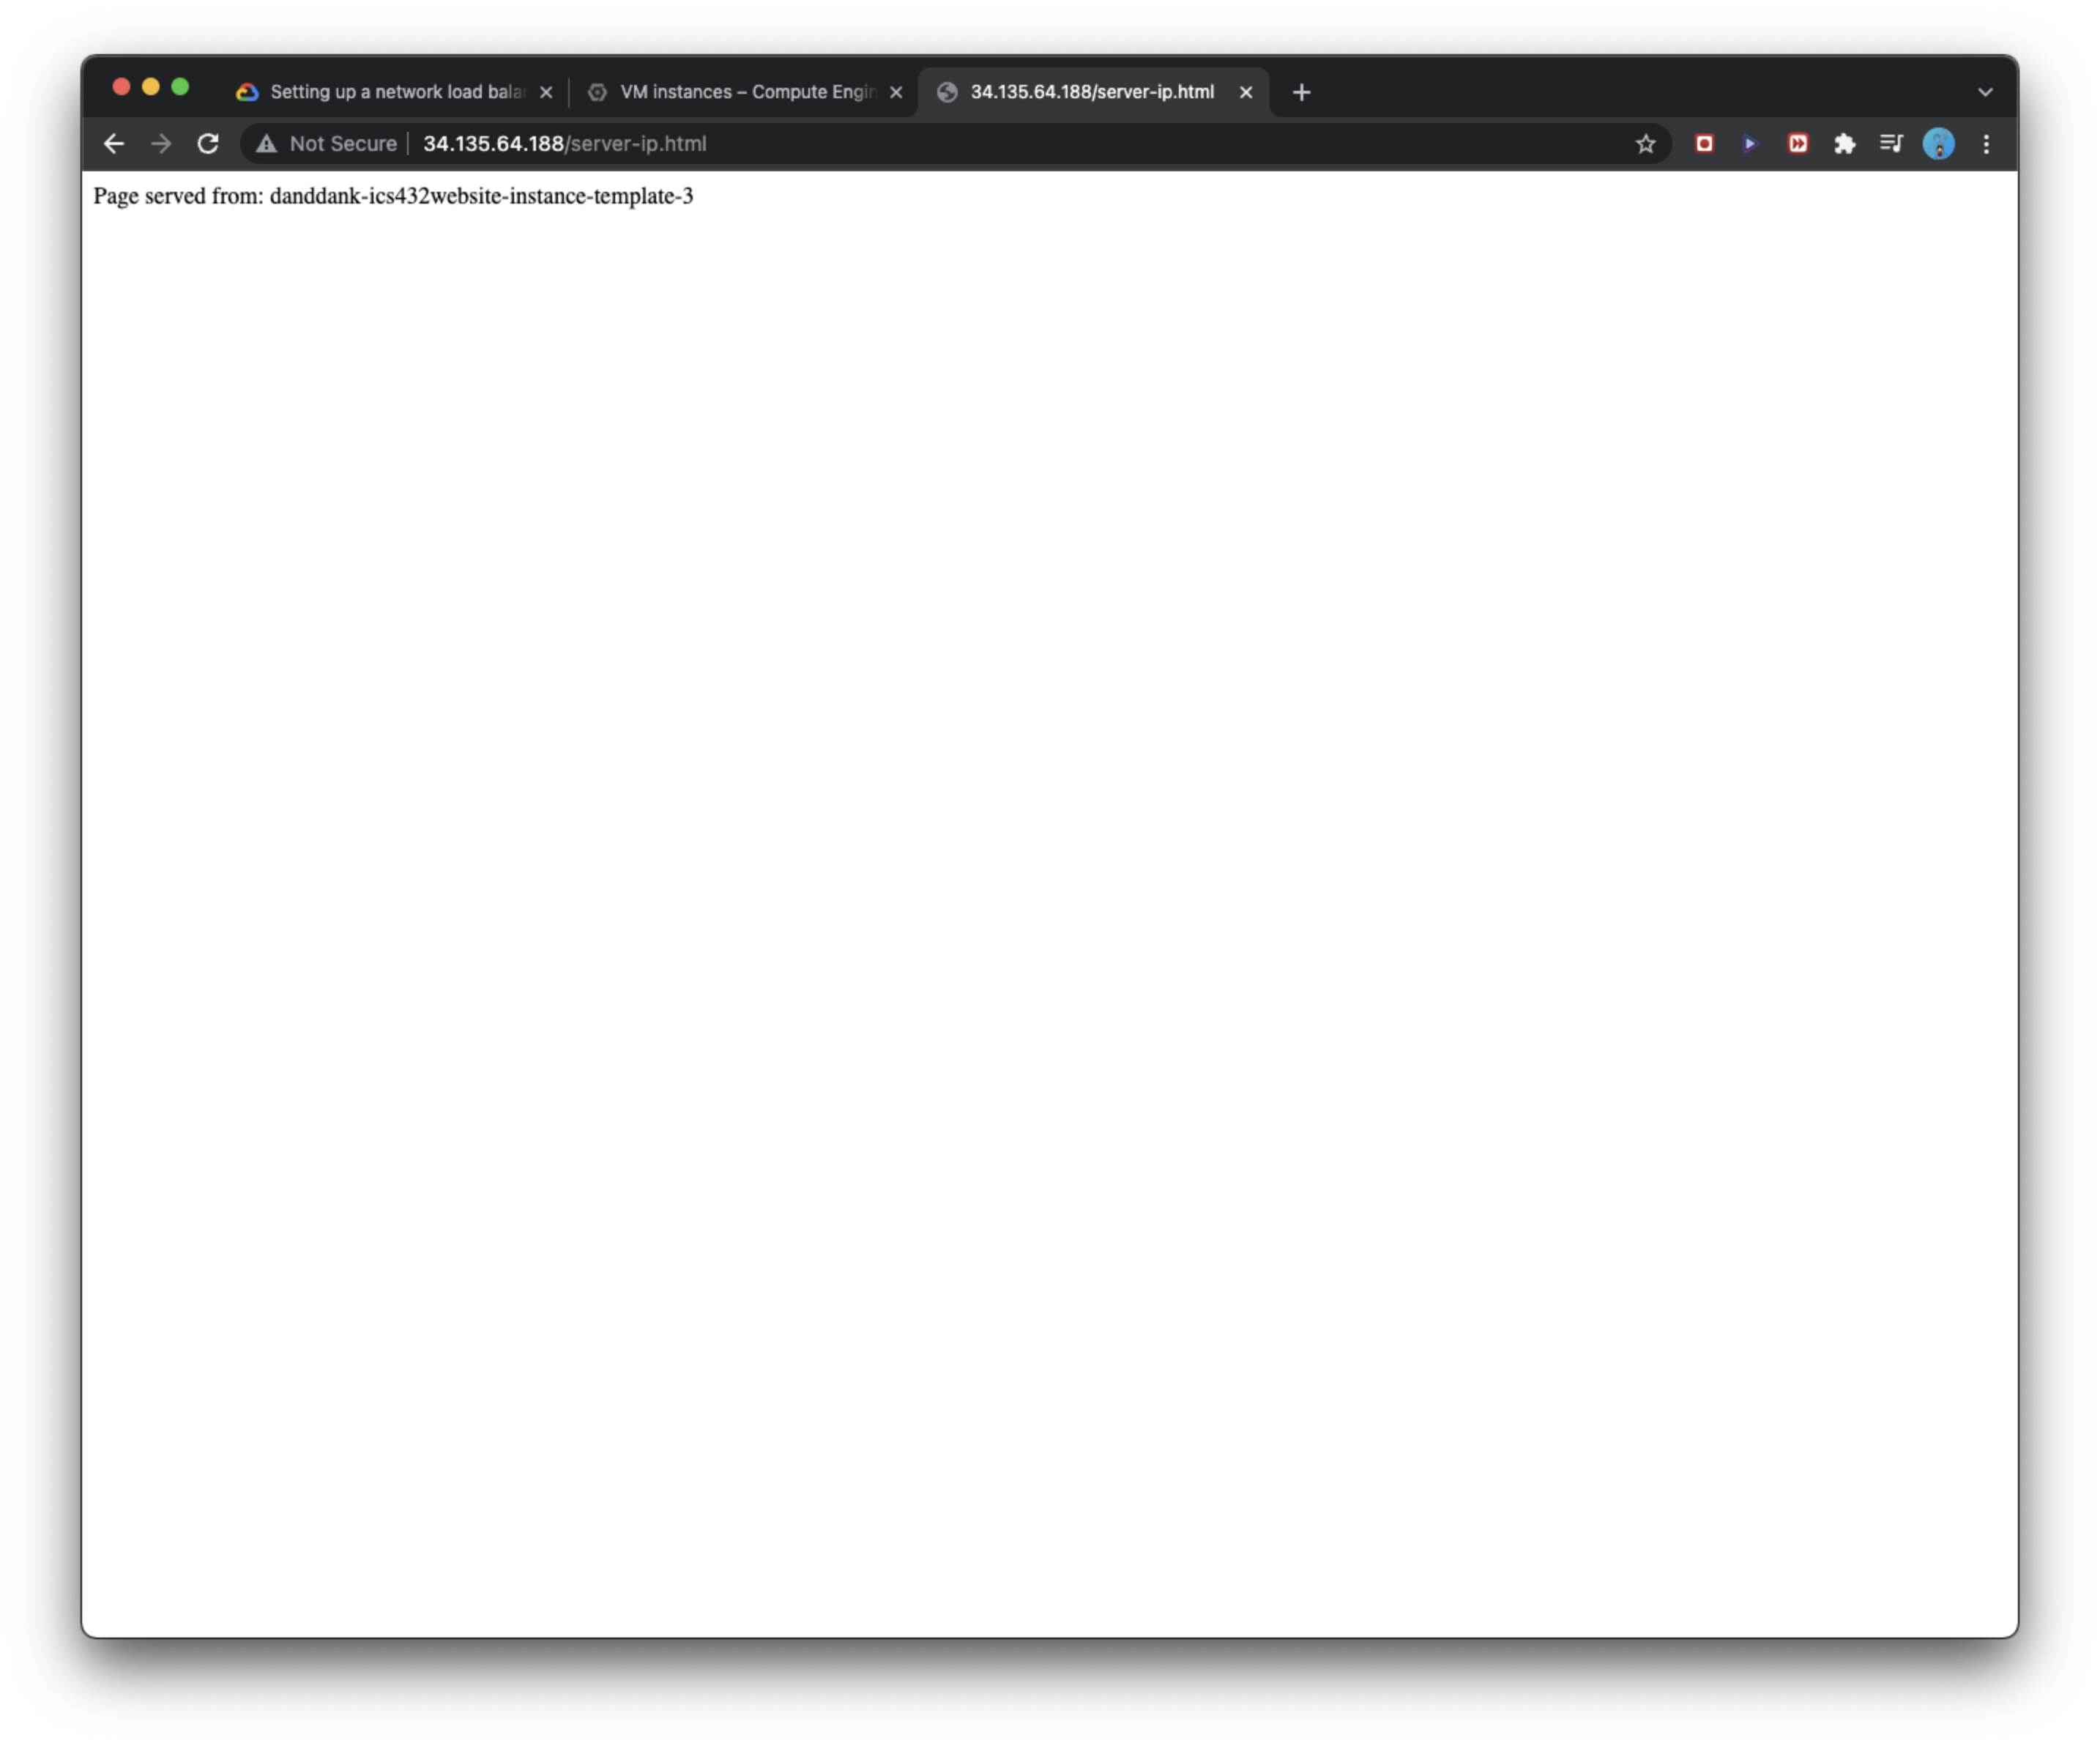 Setting up a network load balan
VM instances – Compute Engin
34.135.64.188/server-ip.html
Not Secure
34.135.64.188/server-ip.html
Page served from: danddank-ics432website-instance-template-3